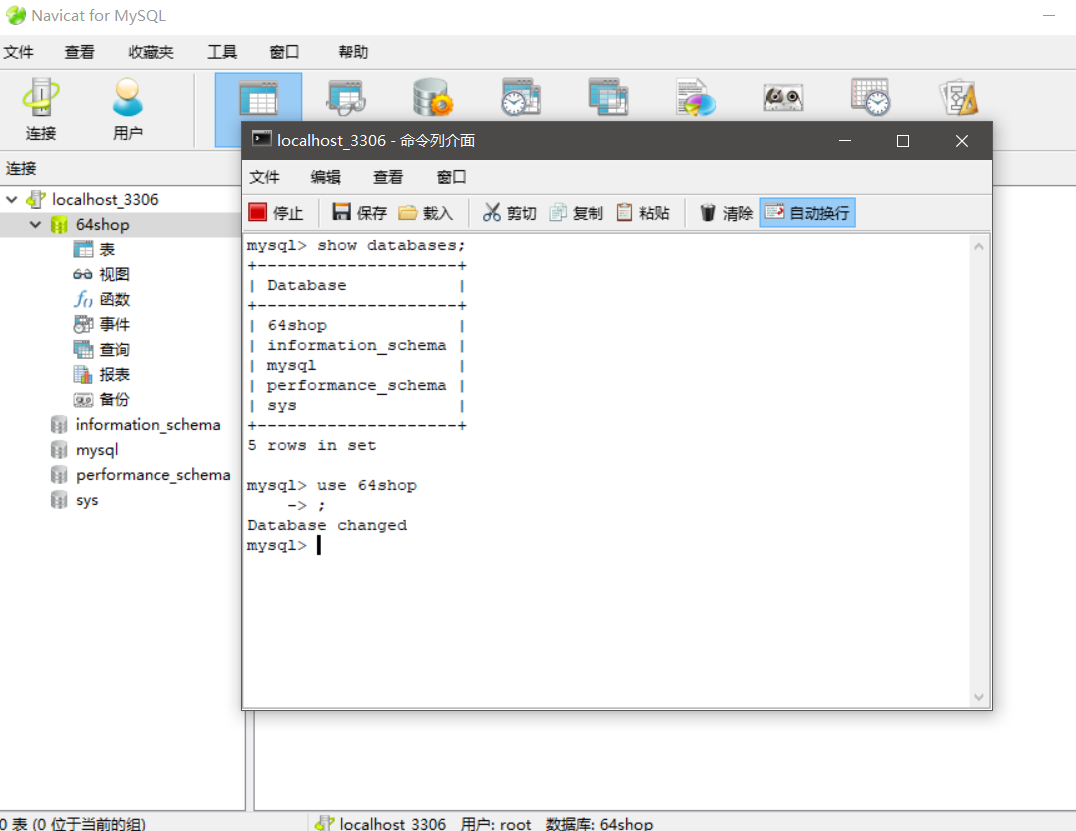 Navicat for MySQL
文件 查看 收藏夹 工具 窗口 帮助
连接 用户
连接
localhost_3306
64shop
表
视图
函数
事件
查询
报表
备份
information_schema
mysql
performance_schema
sys
localhost_3306 - 命令列介面
文件 编辑 查看 窗口
停止 保存 载入 剪切 复制 粘贴 清除 自动换行
mysql> show databases;
+--------------------+
| Database           |
+--------------------+
| 64shop             |
| information_schema |
| mysql              |
| performance_schema |
| sys                |
+--------------------+
5 rows in set
mysql> use 64shop
    -> ;
Database changed
mysql>
0 表 (0 位于当前的组) localhost_3306 用户: root 数据库: 64shop